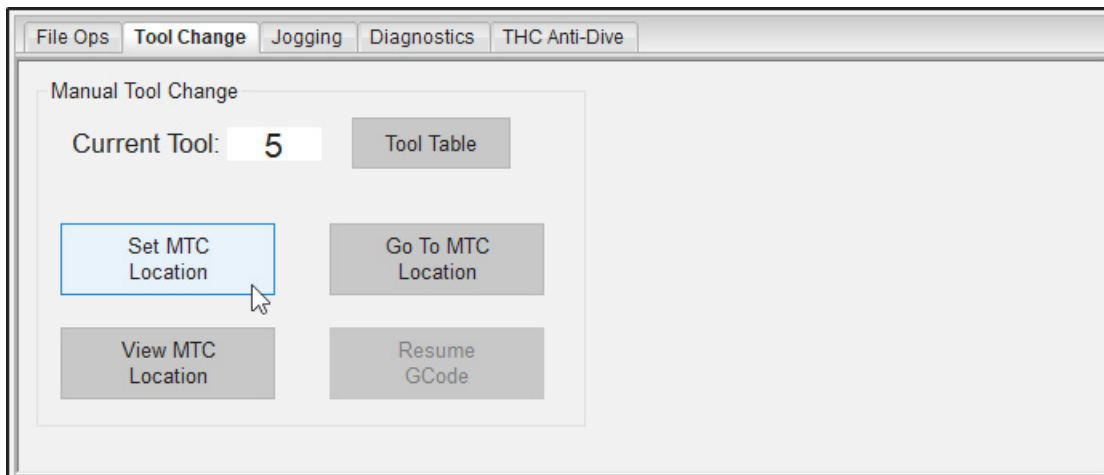 File Ops Tool Change Jogging Diagnostics THC Anti-Dive
Manual Tool Change
Current Tool: 5 Tool Table
Set MTC
Location
Go To MTC
Location
View MTC
Location
Resume
GCode